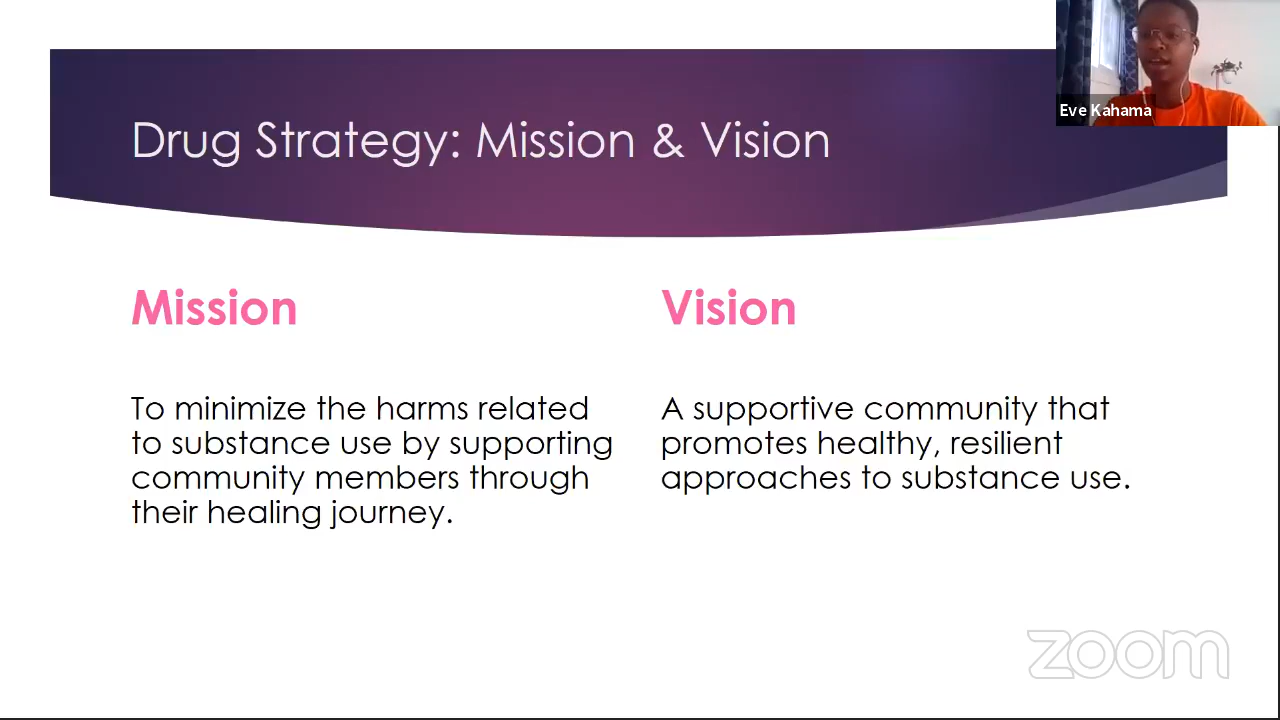 Eve Kahama
Drug Strategy: Mission & Vision
Mission
To minimize the harms related
to substance use by supporting
community members through
their healing journey.
Vision
A supportive community that
promotes healthy, resilient
approaches to substance use.
zoom